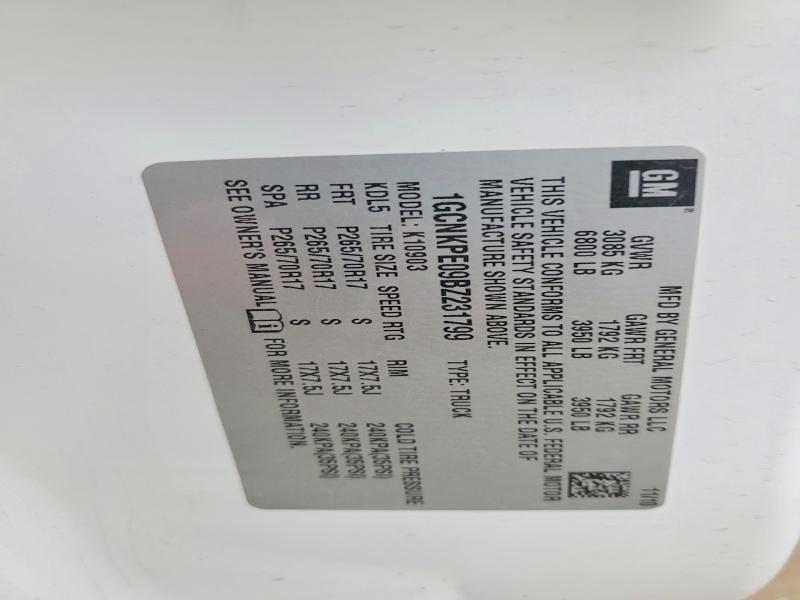 GM®
MFD BY GENERAL MOTORS LLC 11/10
GVWR GAWR FRT GAWR RR
3085 KG 1792 KG 1792 KG
6800 LB 3950 LB 3950 LB
THIS VEHICLE CONFORMS TO ALL APPLICABLE U.S. FEDERAL MOTOR
VEHICLE SAFETY STANDARDS IN EFFECT ON THE DATE OF
MANUFACTURE SHOWN ABOVE.
1GCNKPE09BZ231799 TYPE: TRUCK
MODEL: K10903
KDL5 TIRE SIZE SPEED RTG RIM COLD TIRE PRESSURE
FRT P265/70R17 S 17X7.5J 240KPA(35PSI)
RR P265/70R17 S 17X7.5J 240KPA(35PSI)
SPA P265/70R17 S 17X7.5J 240KPA(35PSI)
SEE OWNER'S MANUAL FOR MORE INFORMATION.